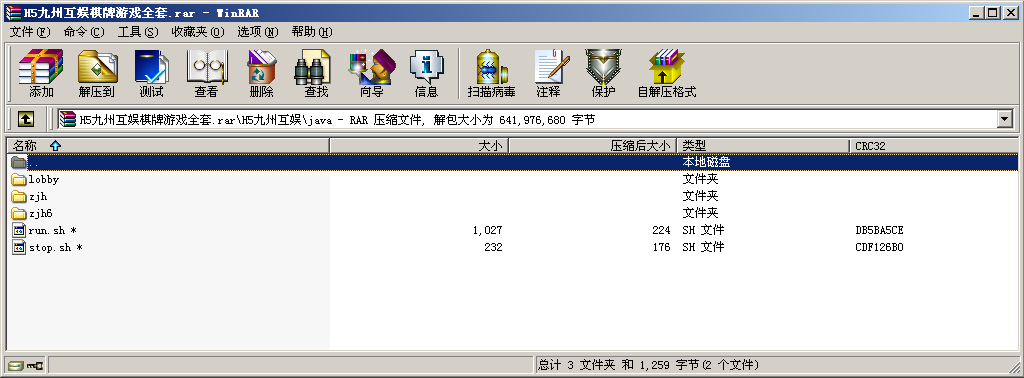 H5九州互娱棋牌游戏全套.rar - WinRAR
文件(F) 命令(C) 工具(S) 收藏夹(O) 选项(N) 帮助(H)
添加 解压到 测试 查看 删除 查找 向导 信息 扫描病毒 注释 保护 自解压格式
H5九州互娱棋牌游戏全套.rar\H5九州互娱\java - RAR 压缩文件, 解包大小为 641,976,680 字节
名称 大小 压缩后大小 类型 CRC32
.. 本地磁盘
lobby 文件夹
zjh 文件夹
zjh6 文件夹
run.sh * 1,027 224 SH 文件 DB5BA5CE
stop.sh * 232 176 SH 文件 CDF126B0
总计 3 文件夹 和 1,259 字节(2 个文件)